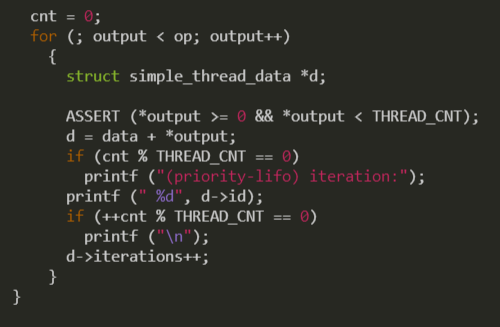 cnt = 0;
for (; output < op; output++)
{
struct simple_thread_data *d;
ASSERT (*output >= 0 && *output < THREAD_CNT);
d = data + *output;
if (cnt % THREAD_CNT == 0)
printf ("(priority-lifo) iteration:");
printf (" %d", d->id);
if (++cnt % THREAD_CNT == 0)
printf ("\n");
d->iterations++;
}
}